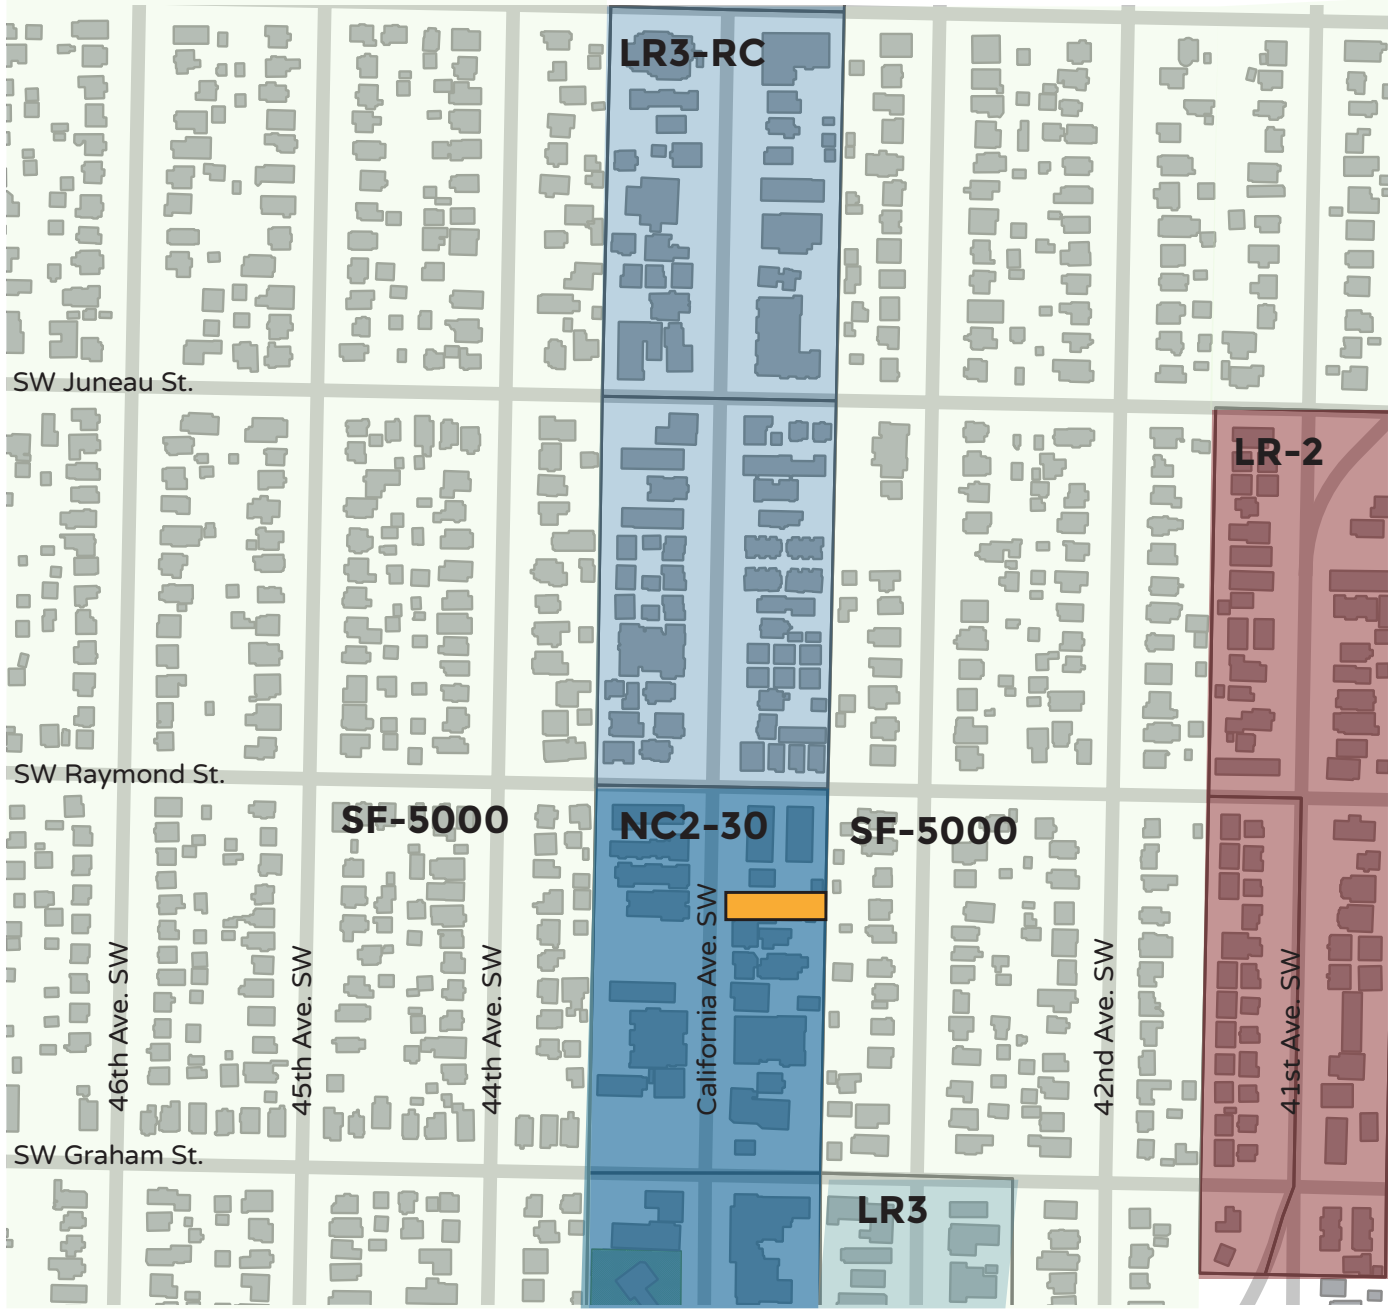 LR3-RC
SW Juneau St.
LR-2
SW Raymond St.
SF-5000
NC2-30
SF-5000
46th Ave. SW
45th Ave. SW
44th Ave. SW
California Ave. SW
42nd Ave. SW
41st Ave. SW
SW Graham St.
LR3